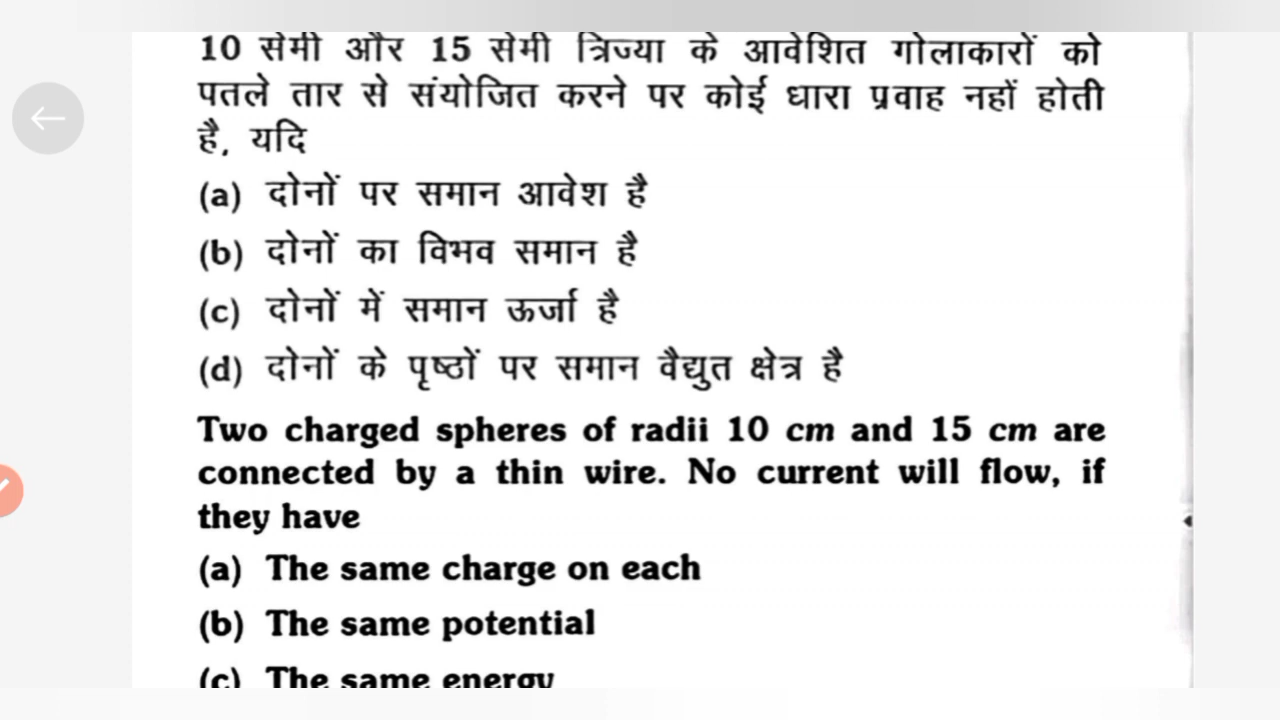 10 सेमी और 15 सेमी त्रिज्या के आवेशित गोलाकारों को
पतले तार से संयोजित करने पर कोई धारा प्रवाह नहीं होती
है, यदि
(a) दोनों पर समान आवेश है
(b) दोनों का विभव समान है
(c) दोनों में समान ऊर्जा है
(d) दोनों के पृष्ठों पर समान वैद्युत क्षेत्र है
Two charged spheres of radii 10 cm and 15 cm are
connected by a thin wire. No current will flow, if
they have
(a) The same charge on each
(b) The same potential
(c) The same energy